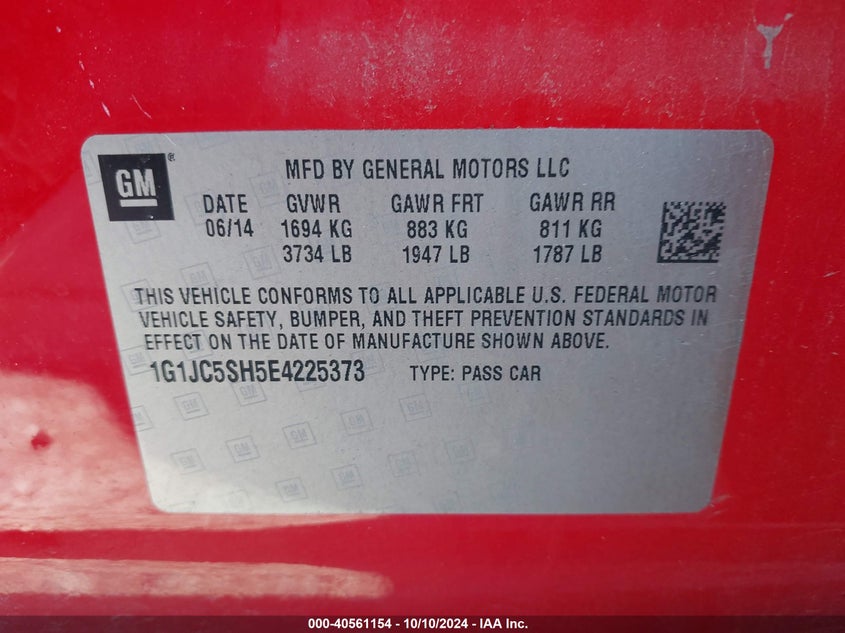 GM ®
MFD BY GENERAL MOTORS LLC
DATE GVWR GAWR FRT GAWR RR
06/14 1694 KG 883 KG 811 KG
3734 LB 1947 LB 1787 LB
THIS VEHICLE CONFORMS TO ALL APPLICABLE U.S. FEDERAL MOTOR
VEHICLE SAFETY, BUMPER, AND THEFT PREVENTION STANDARDS IN
EFFECT ON THE DATE OF MANUFACTURE SHOWN ABOVE.
1G1JC5SH5E4225373 TYPE: PASS CAR
000-40561154 - 10/10/2024 - IAA Inc.